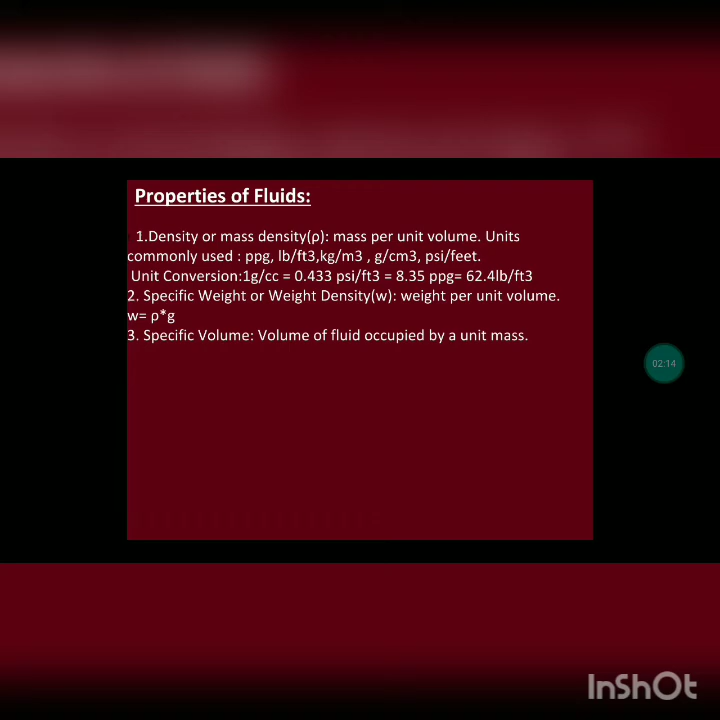 Properties of Fluids:
1.Density or mass density(ρ): mass per unit volume. Units
commonly used : ppg, lb/ft3,kg/m3 , g/cm3, psi/feet.
Unit Conversion:1g/cc = 0.433 psi/ft3 = 8.35 ppg= 62.4lb/ft3
2. Specific Weight or Weight Density(w): weight per unit volume.
w= ρ*g
3. Specific Volume: Volume of fluid occupied by a unit mass.
02:14
InShOt